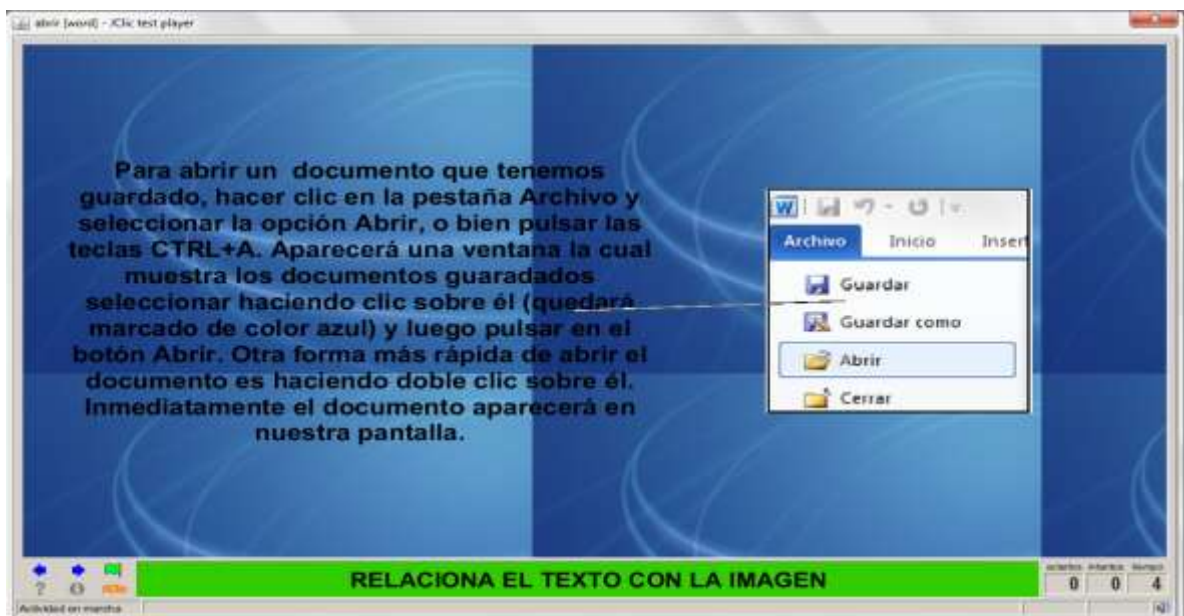 abrir [word] - JClic test player
Para abrir un documento que tenemos
guardado, hacer clic en la pestaña Archivo y
seleccionar la opción Abrir, o bien pulsar las
teclas CTRL+A. Aparecerá una ventana la cual
muestra los documentos guaradados
seleccionar haciendo clic sobre él (quedará
marcado de color azul) y luego pulsar en el
botón Abrir. Otra forma más rápida de abrir el
documento es haciendo doble clic sobre él.
Inmediatamente el documento aparecerá en
nuestra pantalla.
W
Archivo Inicio Insert
Guardar
Guardar como
Abrir
Cerrar
RELACIONA EL TEXTO CON LA IMAGEN
aciertos intentos tiempo
0 0 4
Actividad en marcha